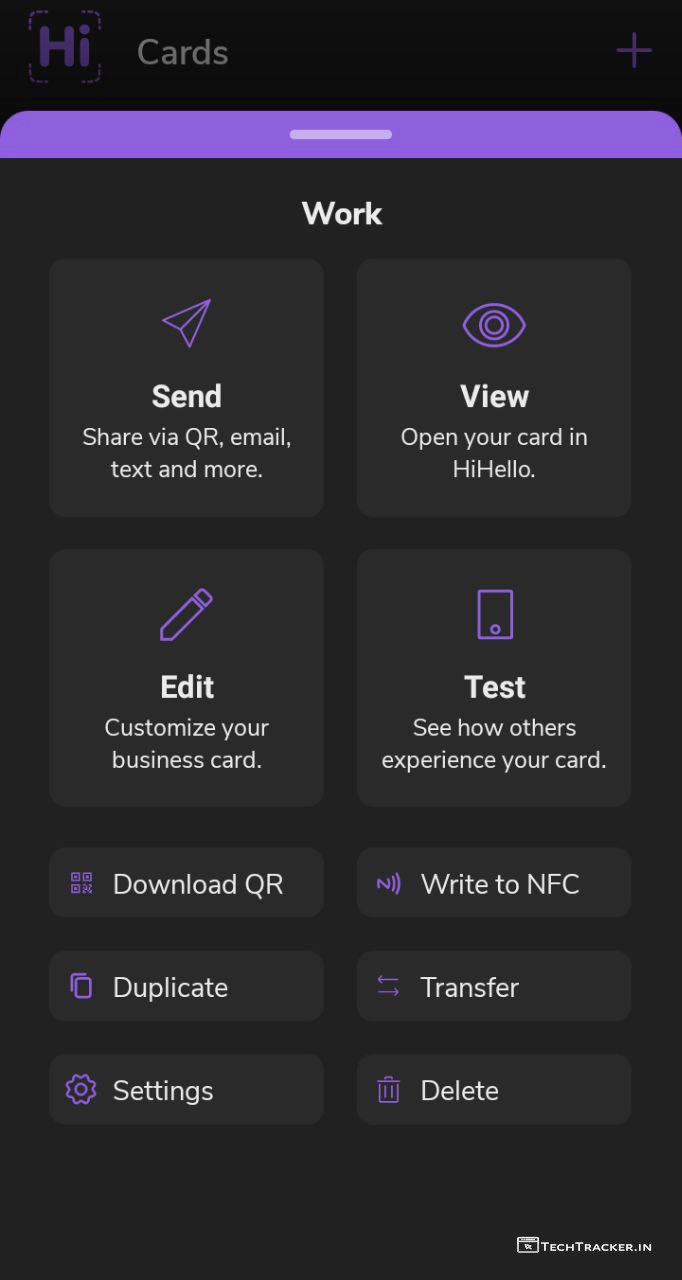 Hi
Cards
Work
Send
Share via QR, email,
text and more.
View
Open your card in
HiHello.
Edit
Customize your
business card.
Test
See how others
experience your card.
Download QR
Write to NFC
Duplicate
Transfer
Settings
Delete
TECHTRACKER.IN